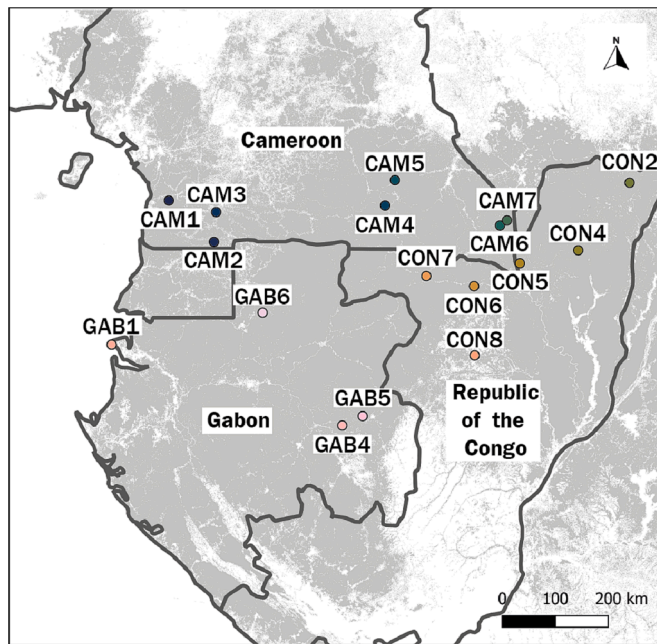 N
Cameroon
CAM5
CON2
CAM3
CAM7
CAM1
CAM4
CAM6
CON4
CAM2
CON7
CON5
GAB6
CON6
GAB1
CON8
GAB5
Republic
of the
Congo
Gabon
GAB4
0 100 200 km